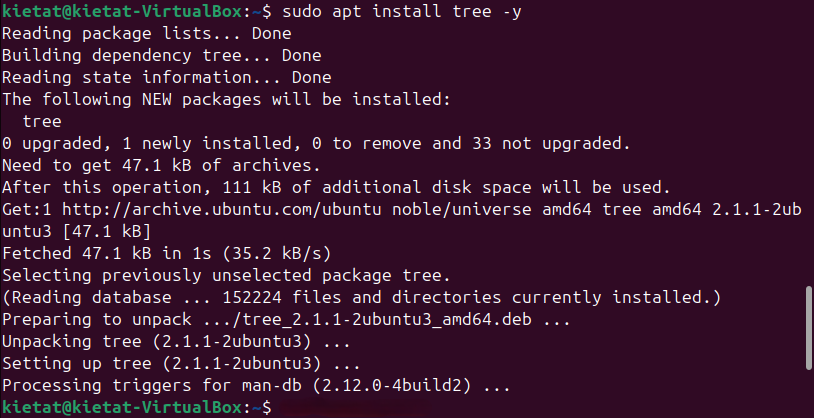 kietat@kietat-VirtualBox:~$ sudo apt install tree -y
Reading package lists... Done
Building dependency tree... Done
Reading state information... Done
The following NEW packages will be installed:
  tree
0 upgraded, 1 newly installed, 0 to remove and 33 not upgraded.
Need to get 47.1 kB of archives.
After this operation, 111 kB of additional disk space will be used.
Get:1 http://archive.ubuntu.com/ubuntu noble/universe amd64 tree amd64 2.1.1-2ub
untu3 [47.1 kB]
Fetched 47.1 kB in 1s (35.2 kB/s)
Selecting previously unselected package tree.
(Reading database ... 152224 files and directories currently installed.)
Preparing to unpack .../tree_2.1.1-2ubuntu3_amd64.deb ...
Unpacking tree (2.1.1-2ubuntu3) ...
Setting up tree (2.1.1-2ubuntu3) ...
Processing triggers for man-db (2.12.0-4build2) ...
kietat@kietat-VirtualBox:~$